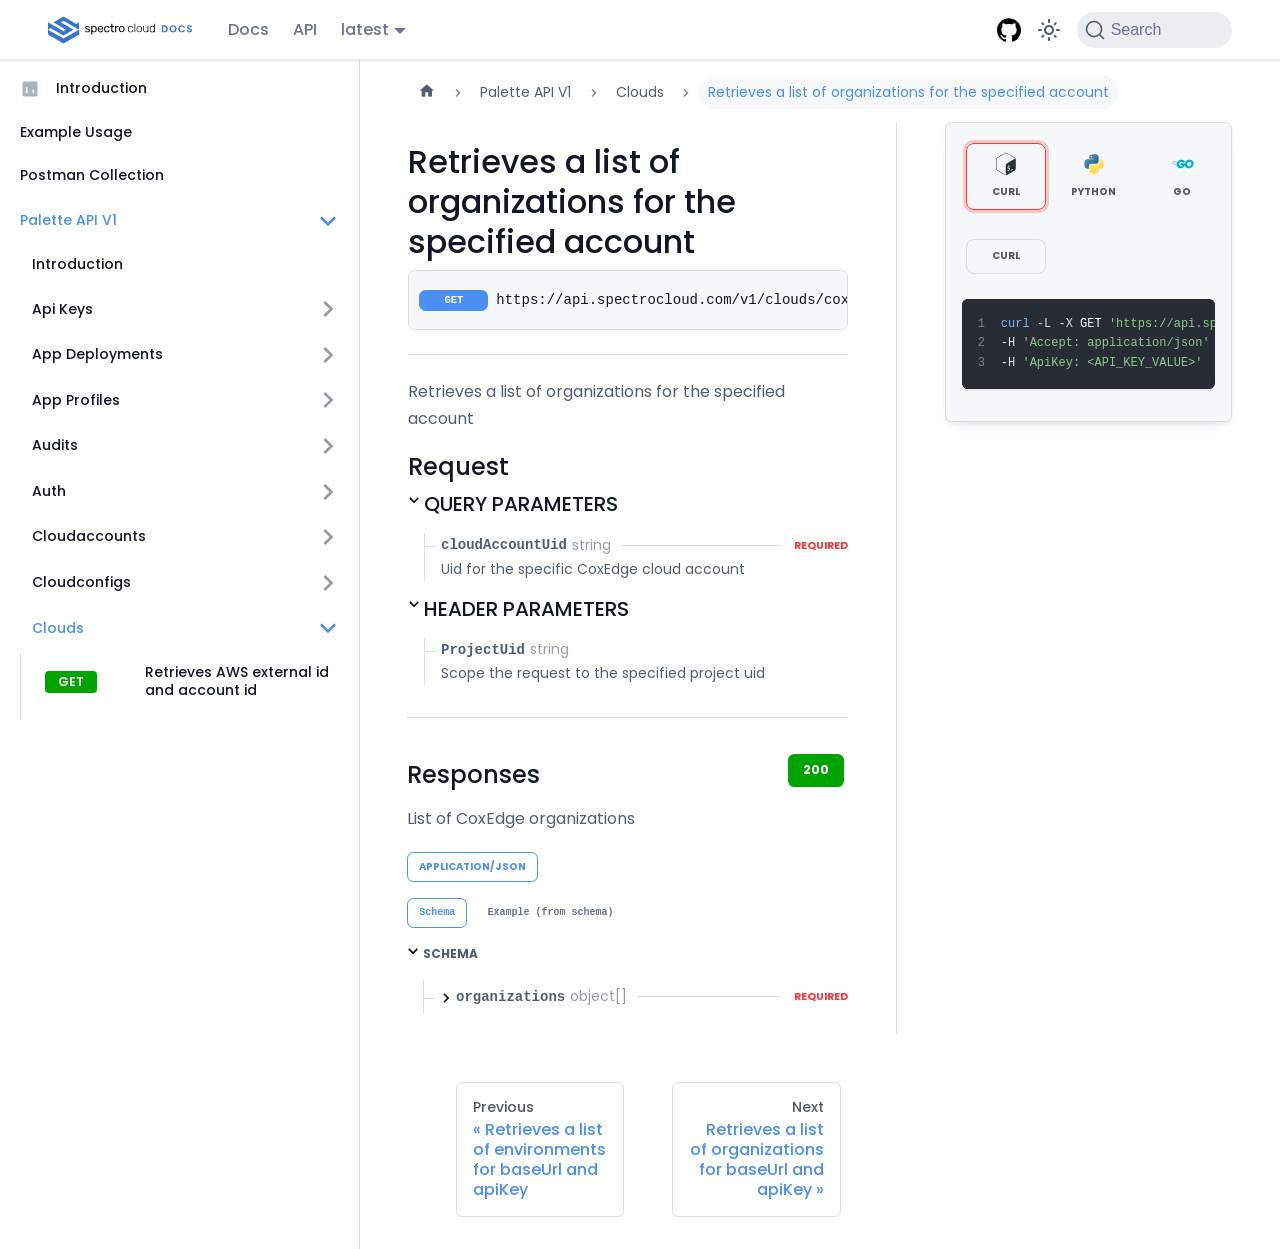 spectro cloud DOCS
Docs
API
latest
Search
Introduction
Example Usage
Postman Collection
Palette API V1
Introduction
Api Keys
App Deployments
App Profiles
Audits
Auth
Cloudaccounts
Cloudconfigs
Clouds
GET
Retrieves AWS external id
and account id
Palette API V1
Clouds
Retrieves a list of organizations for the specified account
Retrieves a list of
organizations for the
specified account
GET https://api.spectrocloud.com/v1/clouds/cox
Retrieves a list of organizations for the specified
account
Request
QUERY PARAMETERS
cloudAccountUid string REQUIRED
Uid for the specific CoxEdge cloud account
HEADER PARAMETERS
ProjectUid string
Scope the request to the specified project uid
Responses
200
List of CoxEdge organizations
APPLICATION/JSON
Schema
Example (from schema)
SCHEMA
organizations object[] REQUIRED
Previous
« Retrieves a list
of environments
for baseUrl and
apiKey
Next
Retrieves a list
of organizations
for baseUrl and
apiKey »
CURL
PYTHON
GO
CURL
1 curl -L -X GET 'https://api.sp
2 -H 'Accept: application/json'
3 -H 'ApiKey: <API_KEY_VALUE>'